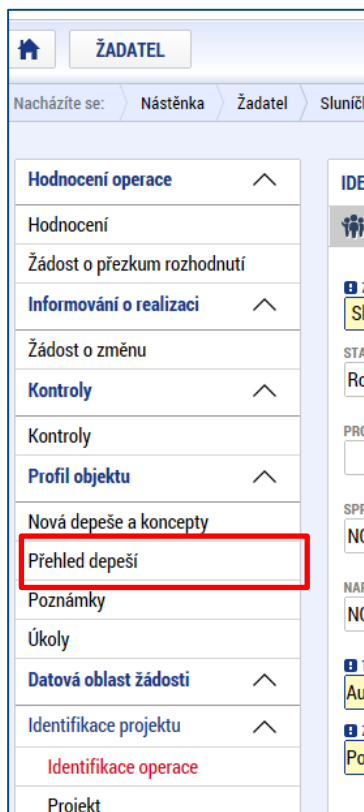 ŽADATEL
Nacházíte se: Nástěnka Žadatel
Hodnocení operace
Hodnocení
Žádost o přezkum rozhodnutí
Informování o realizaci
Žádost o změnu
Kontroly
Kontroly
Profil objektu
Nová depeše a koncepty
Přehled depeší
Poznámky
Úkoly
Datová oblast žádosti
Identifikace projektu
Identifikace operace
Projekt